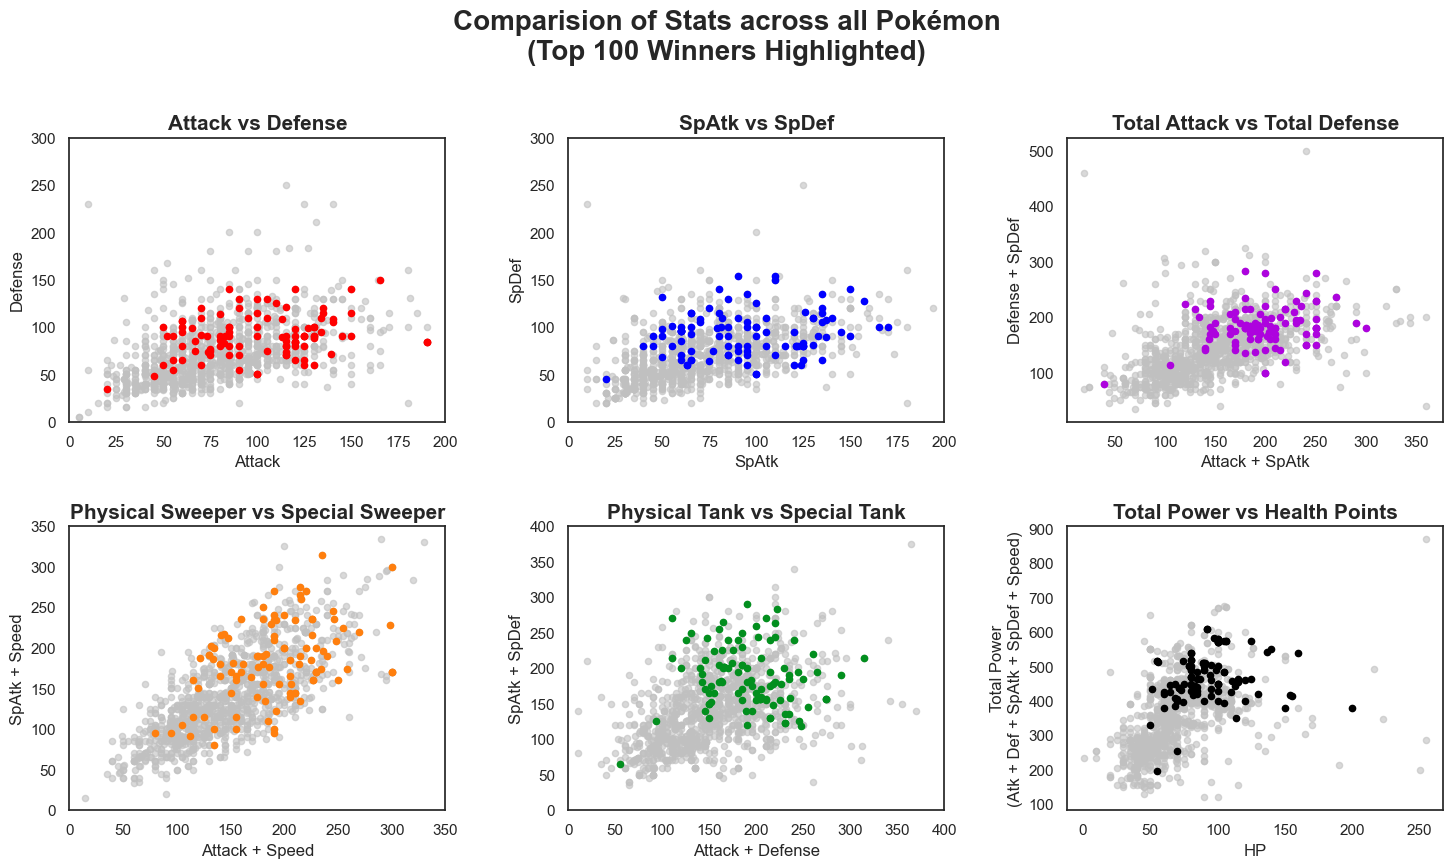 Comparision of Stats across all Pokémon
(Top 100 Winners Highlighted)
Attack vs Defense
300
250
200
150
100
50
0
Defense
0 25 50 75 100 125 150 175 200
Attack
SpAtk vs SpDef
300
250
200
150
100
50
0
SpDef
0 25 50 75 100 125 150 175 200
SpAtk
Total Attack vs Total Defense
500
400
300
200
100
Defense + SpDef
50 100 150 200 250 300 350
Attack + SpAtk
Physical Sweeper vs Special Sweeper
350
300
250
200
150
100
50
0
SpAtk + Speed
0 50 100 150 200 250 300 350
Attack + Speed
Physical Tank vs Special Tank
400
350
300
250
200
150
100
50
0
SpAtk + SpDef
0 50 100 150 200 250 300 350 400
Attack + Defense
Total Power vs Health Points
900
800
700
600
500
400
300
200
100
Total Power
(Atk + Def + SpAtk + SpDef + Speed)
0 50 100 150 200 250
HP